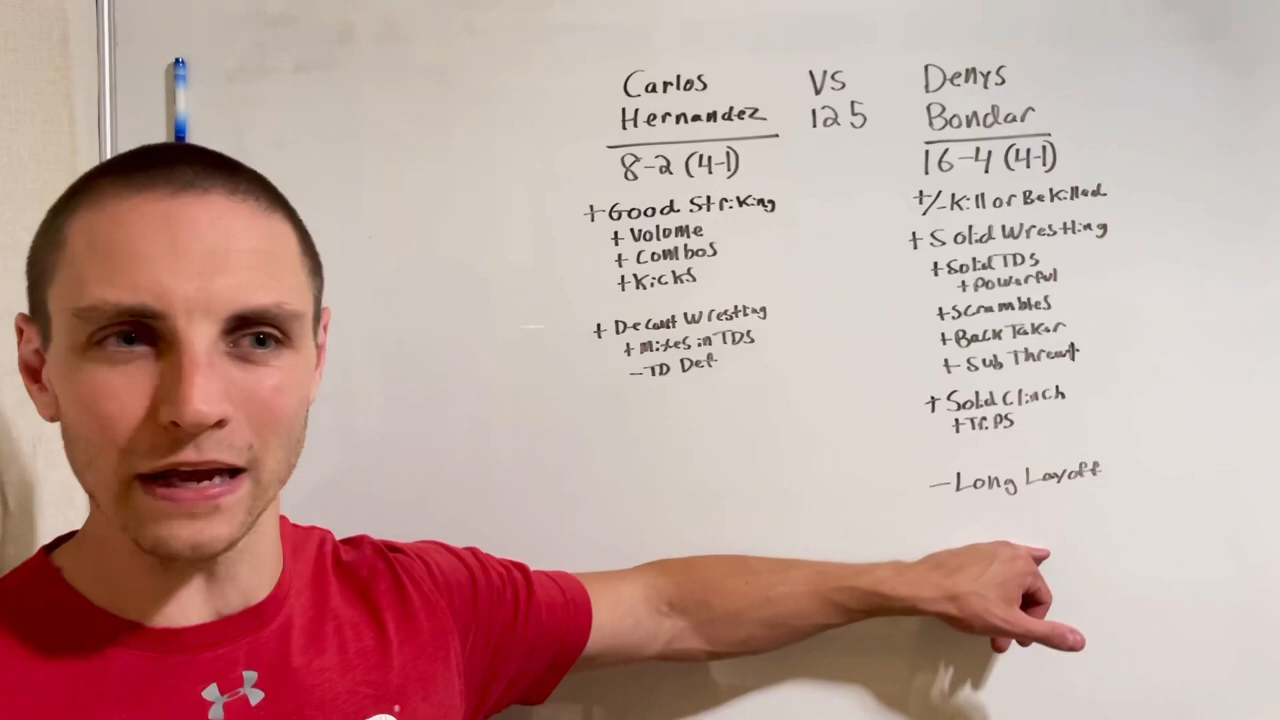 Carlos VS Denys
Hernandez 125 Bondar
8-2 (4-1)
+Good Striking
+ Volume
+ Combos
+Kicks
+ Decent Wrestling
+ Mixes in TDS
-TD Def
16-4 (4-1)
+/-Kill or Be Killed
+Solid Wrestling
+Solid TDS
+Powerful
+Scrambles
+Back Taker
+ Sub Threat
+ Solid Clinch
+Trips
-Long Layoff